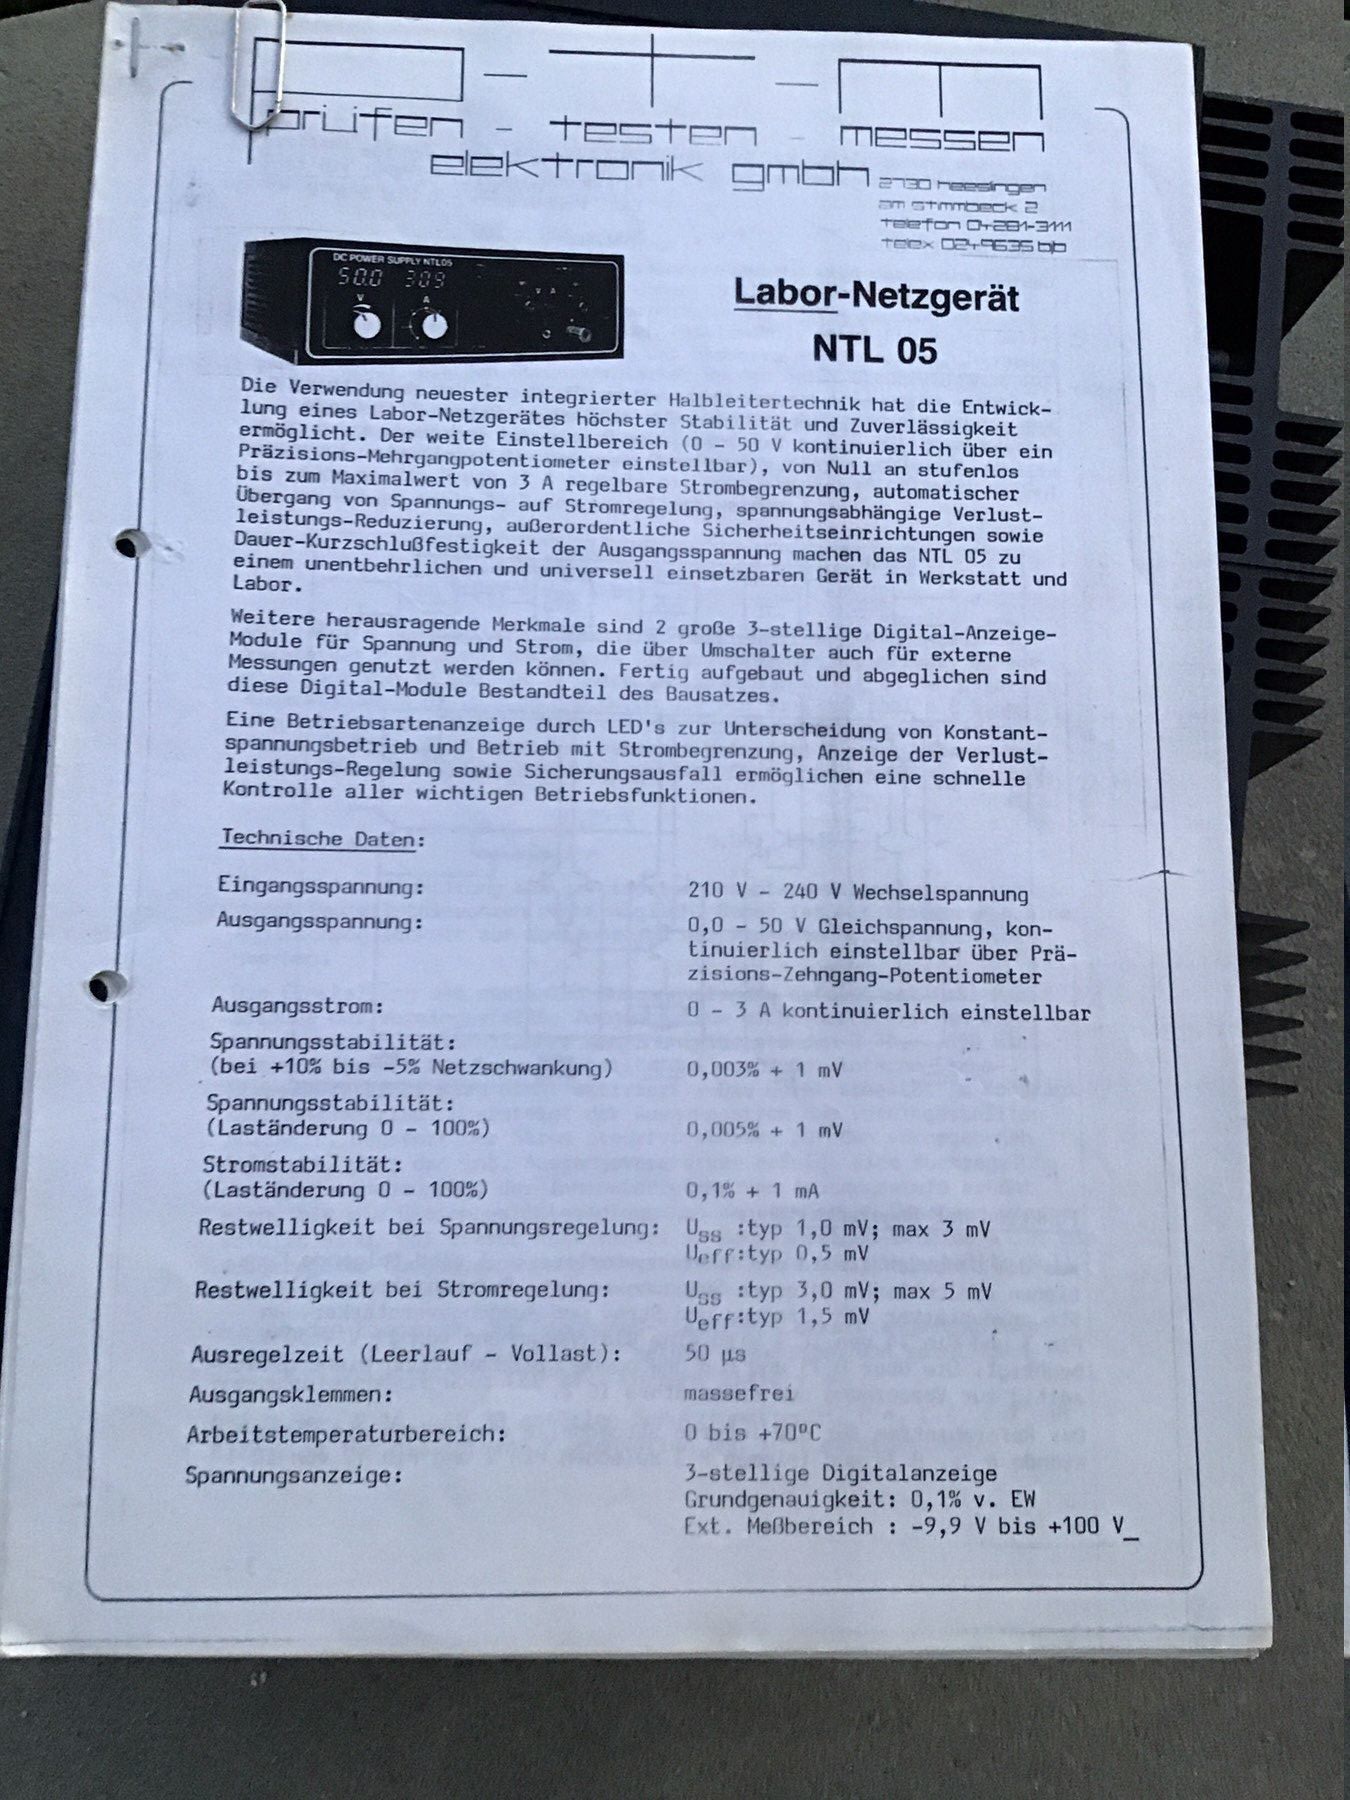 p - t - m
prüfen - testen - messen
elektronik gmbh
2730 heeslingen
am stimmbeck 2
telefon 04281-3111
telex 0249635 bjb
DC POWER SUPPLY NTL05
50.0 3.09
V A
V A
Labor-Netzgerät
NTL 05
Die Verwendung neuester integrierter Halbleitertechnik hat die Entwick-
lung eines Labor-Netzgerätes höchster Stabilität und Zuverlässigkeit
ermöglicht. Der weite Einstellbereich (0 - 50 V kontinuierlich über ein
Präzisions-Mehrgangpotentiometer einstellbar), von Null an stufenlos
bis zum Maximalwert von 3 A regelbare Strombegrenzung, automatischer
Übergang von Spannungs- auf Stromregelung, spannungsabhängige Verlust-
leistungs-Reduzierung, außerordentliche Sicherheitseinrichtungen sowie
Dauer-Kurzschlußfestigkeit der Ausgangsspannung machen das NTL 05 zu
einem unentbehrlichen und universell einsetzbaren Gerät in Werkstatt und
Labor.
Weitere herausragende Merkmale sind 2 große 3-stellige Digital-Anzeige-
Module für Spannung und Strom, die über Umschalter auch für externe
Messungen genutzt werden können. Fertig aufgebaut und abgeglichen sind
diese Digital-Module Bestandteil des Bausatzes.
Eine Betriebsartenanzeige durch LED's zur Unterscheidung von Konstant-
spannungsbetrieb und Betrieb mit Strombegrenzung, Anzeige der Verlust-
leistungs-Regelung sowie Sicherungsausfall ermöglichen eine schnelle
Kontrolle aller wichtigen Betriebsfunktionen.
Technische Daten:
Eingangsspannung: 210 V - 240 V Wechselspannung
Ausgangsspannung: 0,0 - 50 V Gleichspannung, kon-
tinuierlich einstellbar über Prä-
zisions-Zehngang-Potentiometer
Ausgangsstrom: 0 - 3 A kontinuierlich einstellbar
Spannungsstabilität:
(bei +10% bis -5% Netzschwankung) 0,003% + 1 mV
Spannungsstabilität:
(Laständerung 0 - 100%) 0,005% + 1 mV
Stromstabilität:
(Laständerung 0 - 100%) 0,1% + 1 mA
Restwelligkeit bei Spannungsregelung: Uss :typ 1,0 mV; max 3 mV
Ueff:typ 0,5 mV
Restwelligkeit bei Stromregelung: Uss :typ 3,0 mV; max 5 mV
Ueff:typ 1,5 mV
Ausregelzeit (Leerlauf - Vollast): 50 µs
Ausgangsklemmen: massefrei
Arbeitstemperaturbereich: 0 bis +70ºC
Spannungsanzeige: 3-stellige Digitalanzeige
Grundgenauigkeit: 0,1% v. EW
Ext. Meßbereich : -9,9 V bis +100 V_